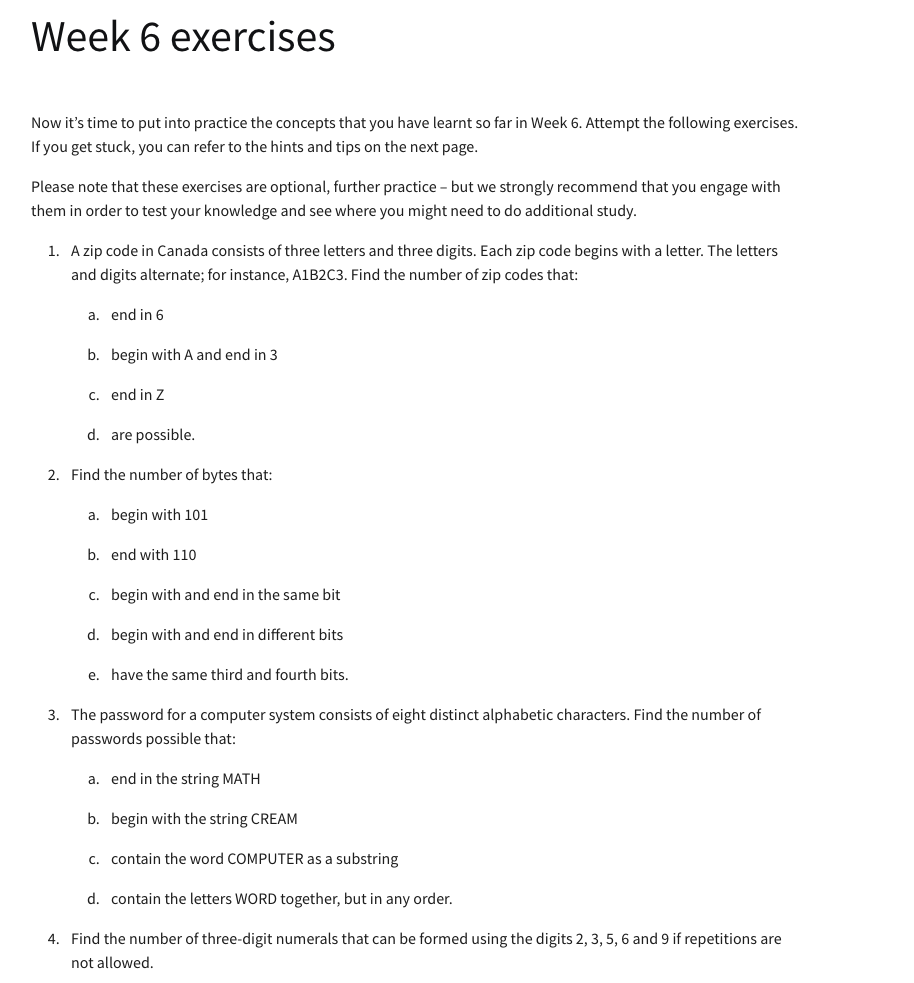 Week 6 exercises
Now it’s time to put into practice the concepts that you have learnt so far in Week 6. Attempt the following exercises.
If you get stuck, you can refer to the hints and tips on the next page.
Please note that these exercises are optional, further practice – but we strongly recommend that you engage with
them in order to test your knowledge and see where you might need to do additional study.
1. A zip code in Canada consists of three letters and three digits. Each zip code begins with a letter. The letters
and digits alternate; for instance, A1B2C3. Find the number of zip codes that:
a. end in 6
b. begin with A and end in 3
c. end in Z
d. are possible.
2. Find the number of bytes that:
a. begin with 101
b. end with 110
c. begin with and end in the same bit
d. begin with and end in different bits
e. have the same third and fourth bits.
3. The password for a computer system consists of eight distinct alphabetic characters. Find the number of
passwords possible that:
a. end in the string MATH
b. begin with the string CREAM
c. contain the word COMPUTER as a substring
d. contain the letters WORD together, but in any order.
4. Find the number of three-digit numerals that can be formed using the digits 2, 3, 5, 6 and 9 if repetitions are
not allowed.